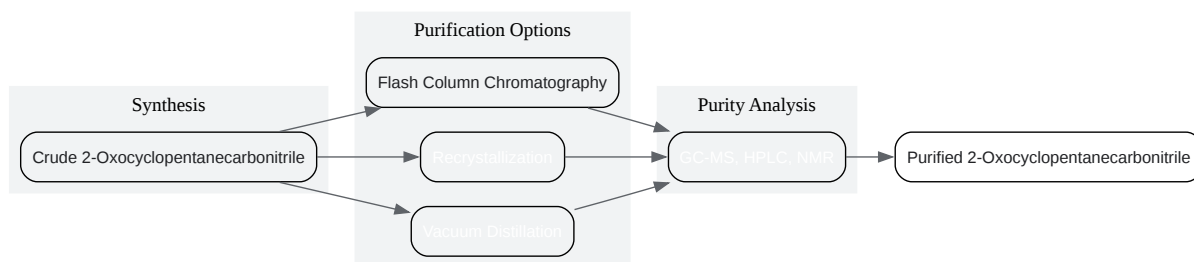 Purification Options
Synthesis
Flash Column Chromatography
Purity Analysis
Crude 2-Oxocyclopentanecarbonitrile
Recrystallization
GC-MS, HPLC, NMR
Purified 2-Oxocyclopentanecarbonitrile
Vacuum Distillation